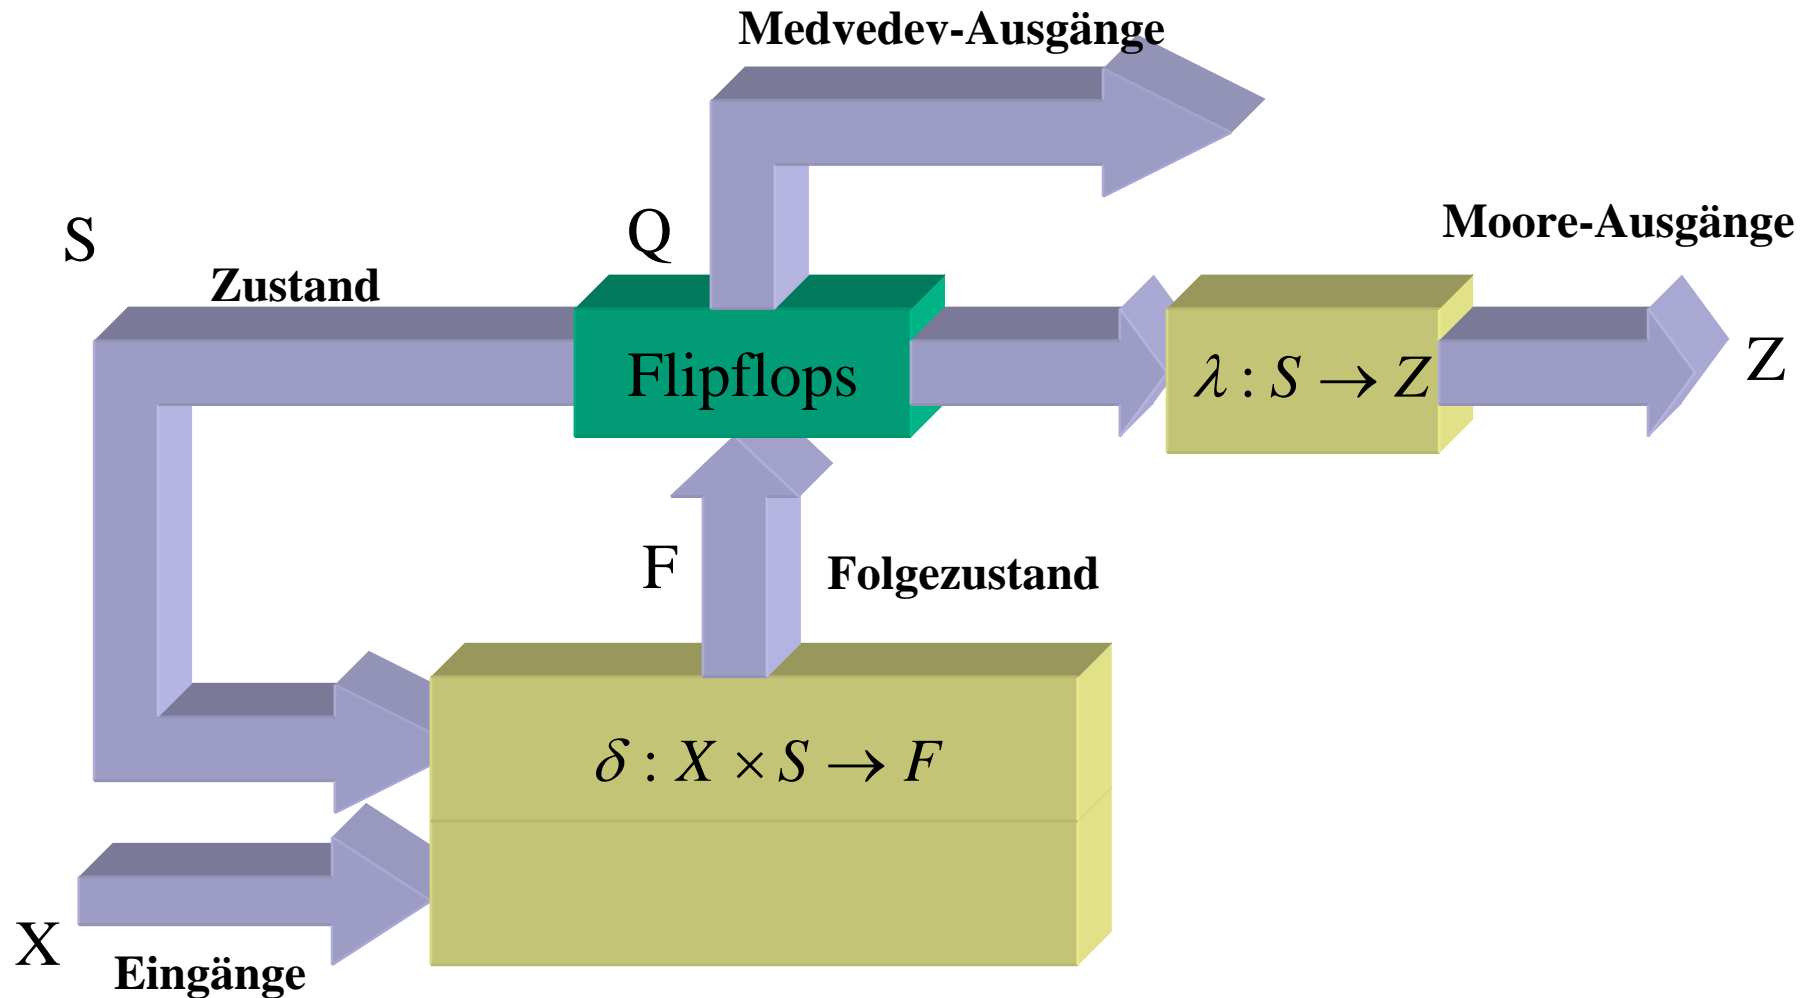 Medvedev-Ausgänge
S
Q
Moore-Ausgänge
Zustand
Flipflops
λ : S → Z
Z
F
Folgezustand
δ : X × S → F
X
Eingänge